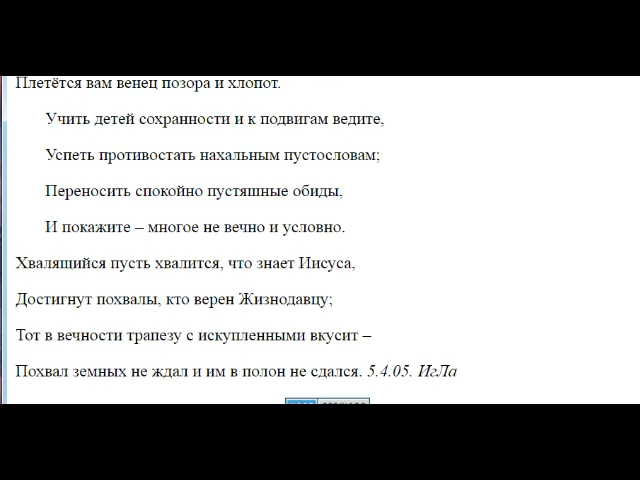 Плетётся вам венец позора и хлопот.
Учить детей сохранности и к подвигам ведите,
Успеть противостать нахальным пустословам;
Переносить спокойно пустяшные обиды,
И покажите – многое не вечно и условно.
Хвалящийся пусть хвалится, что знает Иисуса,
Достигнут похвалы, кто верен Жизнодавцу;
Тот в вечности трапезу с искупленными вкусит –
Похвал земных не ждал и им в полон не сдался. 5.4.05. ИгЛа